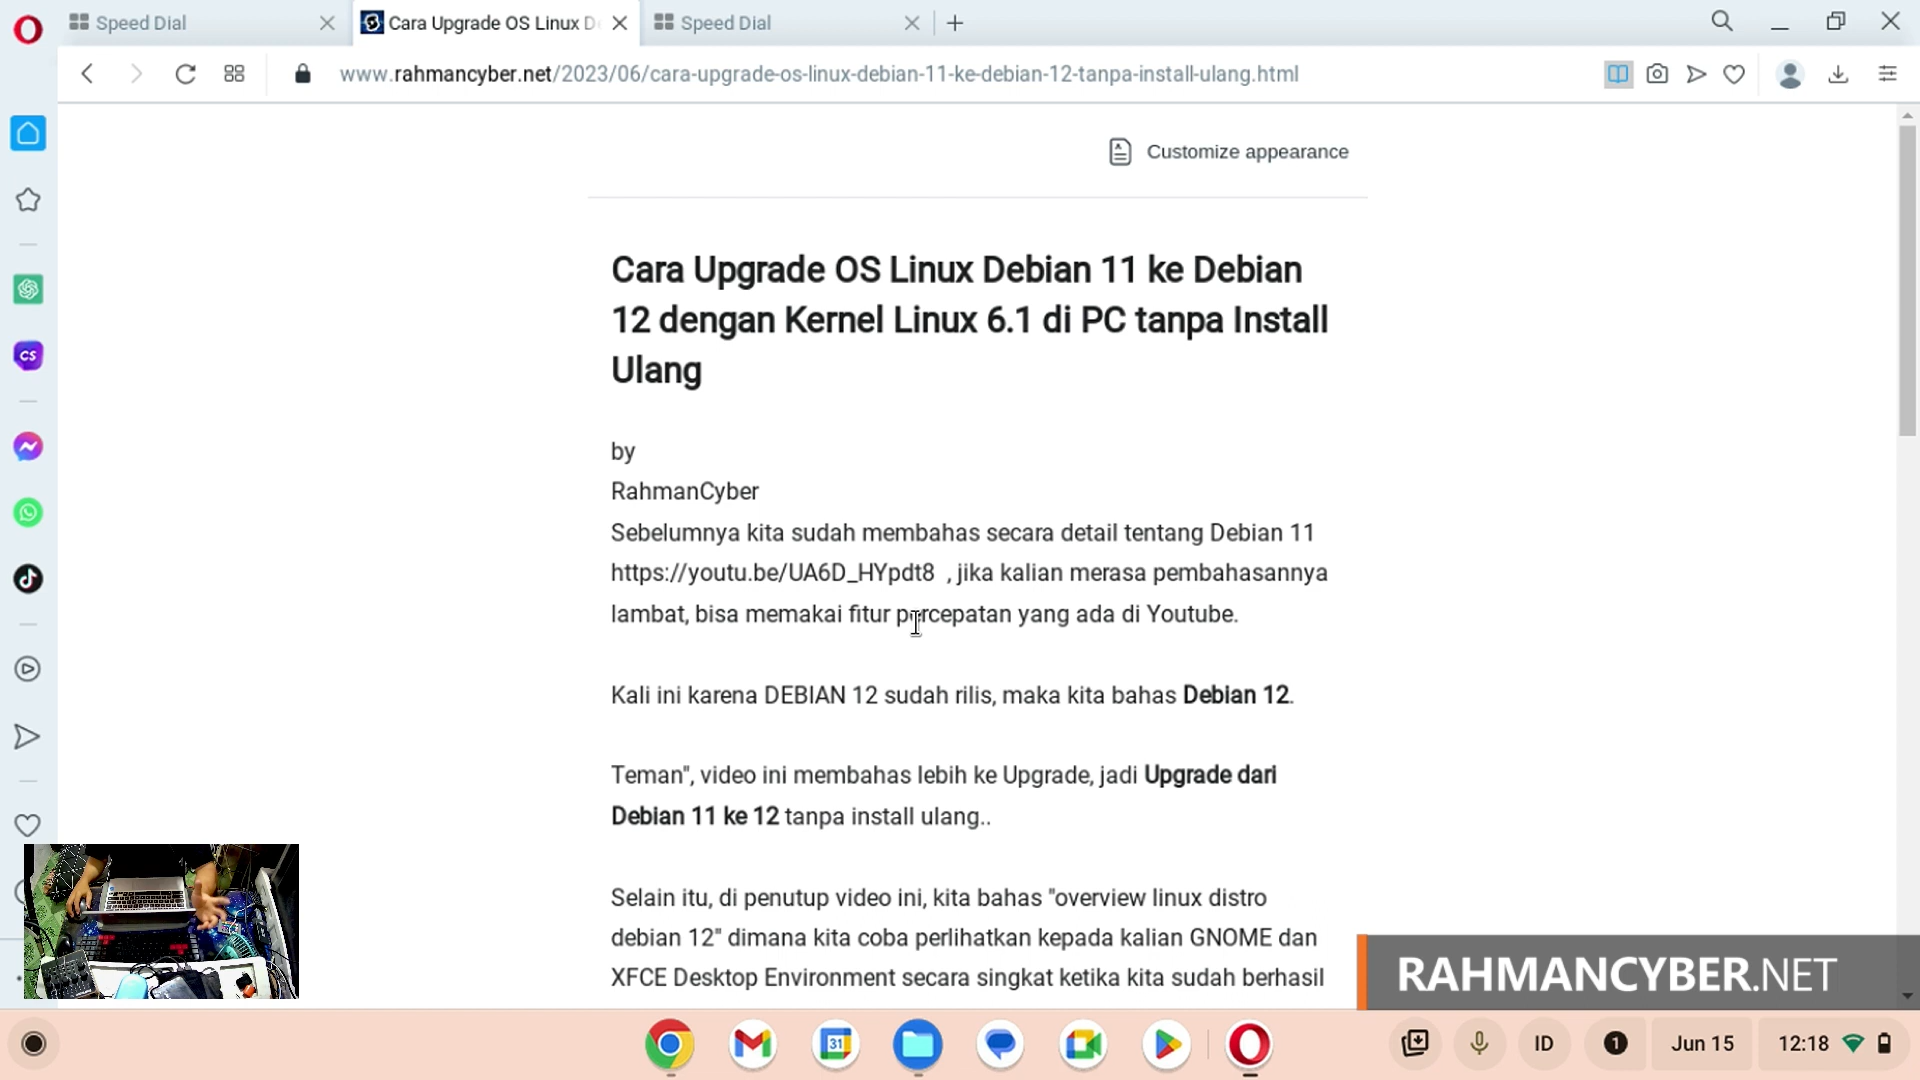 Speed Dial
Cara Upgrade OS Linux D
Speed Dial
www.rahmancyber.net/2023/06/cara-upgrade-os-linux-debian-11-ke-debian-12-tanpa-install-ulang.html
Customize appearance
Cara Upgrade OS Linux Debian 11 ke Debian
12 dengan Kernel Linux 6.1 di PC tanpa Install
Ulang
by
RahmanCyber
Sebelumnya kita sudah membahas secara detail tentang Debian 11
https://youtu.be/UA6D_HYpdt8 , jika kalian merasa pembahasannya
lambat, bisa memakai fitur percepatan yang ada di Youtube.
Kali ini karena DEBIAN 12 sudah rilis, maka kita bahas Debian 12.
Teman", video ini membahas lebih ke Upgrade, jadi Upgrade dari
Debian 11 ke 12 tanpa install ulang..
Selain itu, di penutup video ini, kita bahas "overview linux distro
debian 12" dimana kita coba perlihatkan kepada kalian GNOME dan
XFCE Desktop Environment secara singkat ketika kita sudah berhasil
CS
RAHMANCYBER.NET
31
ID
1
Jun 15
12:18